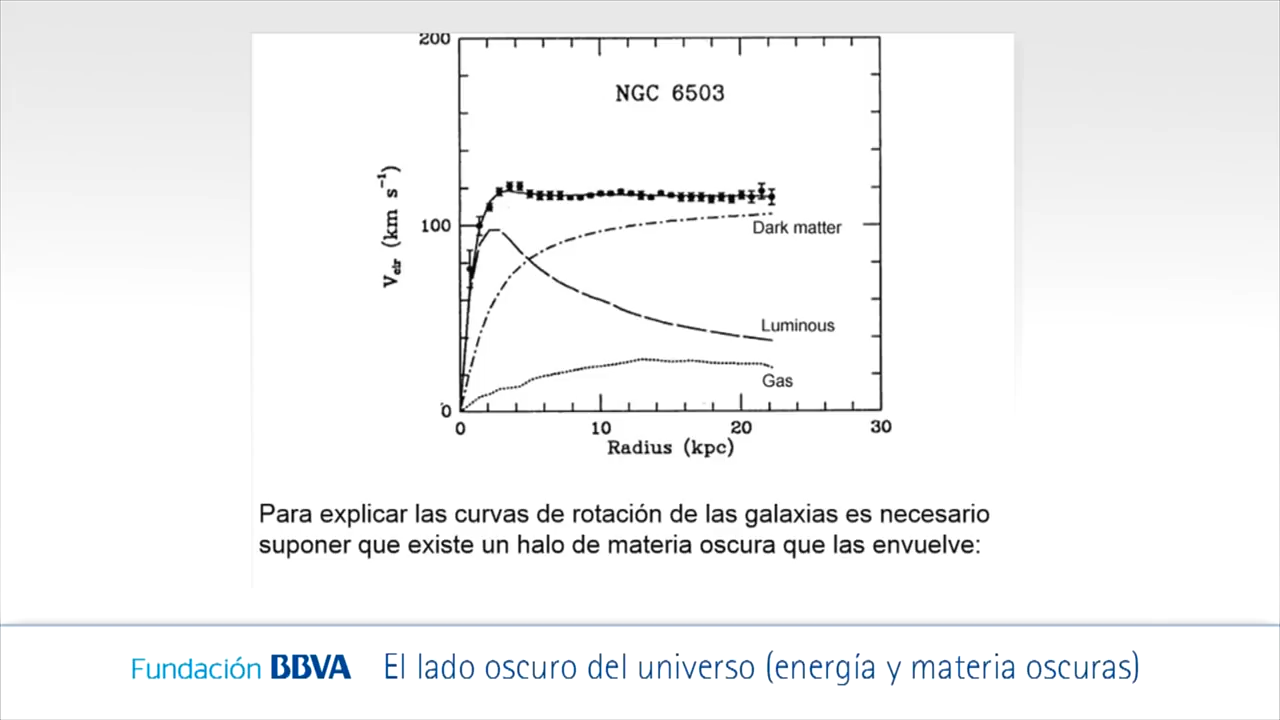 200
NGC 6503
V_cir (km s⁻¹)
100
Dark matter
Luminous
Gas
0
0 10 20 30
Radius (kpc)
Para explicar las curvas de rotación de las galaxias es necesario
suponer que existe un halo de materia oscura que las envuelve:
Fundación BBVA El lado oscuro del universo (energía y materia oscuras)